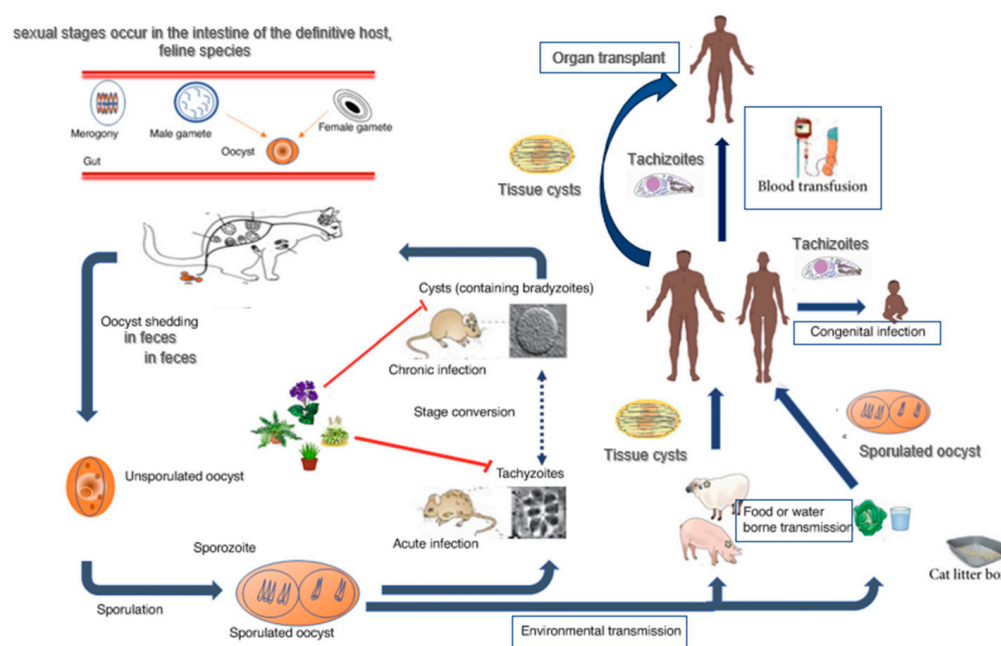 sexual stages occur in the intestine of the definitive host,
feline species
Merogony
Male gamete
Oocyst
Female gamete
Gut
Oocyst shedding
in feces
in feces
Unsporulated oocyst
Sporulation
Sporozoite
Sporulated oocyst
Cysts (containing bradyzoites)
Chronic infection
Stage conversion
Tachyzoites
Acute infection
Environmental transmission
Organ transplant
Tissue cysts
Tachizoites
Blood transfusion
Tachizoites
Congenital infection
Tissue cysts
Sporulated oocyst
c
Food or water
borne transmission
Cat litter bo